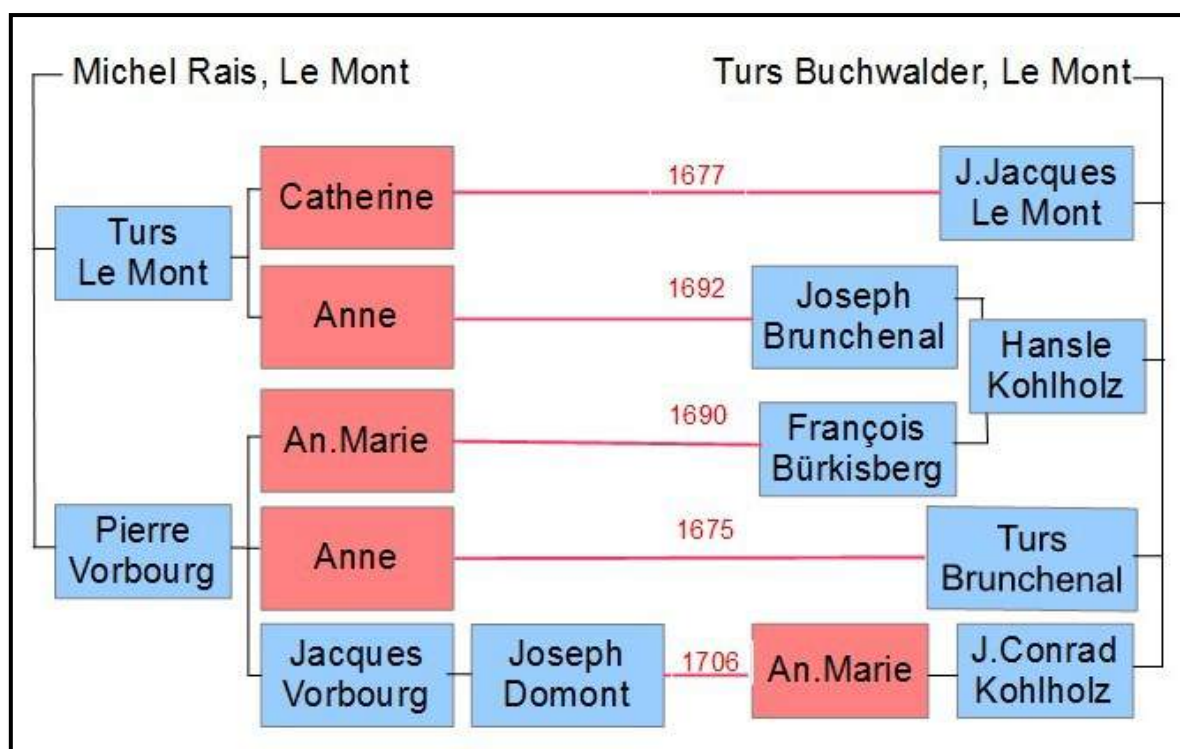 Michel Rais, Le Mont
Turs Buchwalder, Le Mont
Catherine
1677
J.Jacques
Le Mont
Turs
Le Mont
Anne
1692
Joseph
Brunchenal
Hansle
Kohlholz
An.Marie
1690
François
Bürkisberg
Pierre
Vorbourg
Anne
1675
Turs
Brunchenal
Jacques
Vorbourg
Joseph
Domont
1706
An.Marie
J.Conrad
Kohlholz